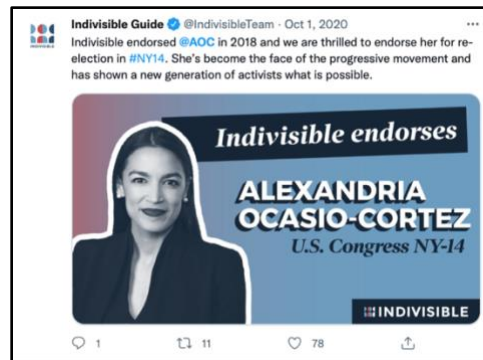 Indivisible Guide @IndivisibleTeam · Oct 1, 2020 ...
Indivisible endorsed @AOC in 2018 and we are thrilled to endorse her for re-
election in #NY14. She's become the face of the progressive movement and
has shown a new generation of activists what is possible.
INDIVISIBLE
Indivisible endorses
ALEXANDRIA
OCASIO-CORTEZ
U.S. Congress NY-14
INDIVISIBLE
1 11 78